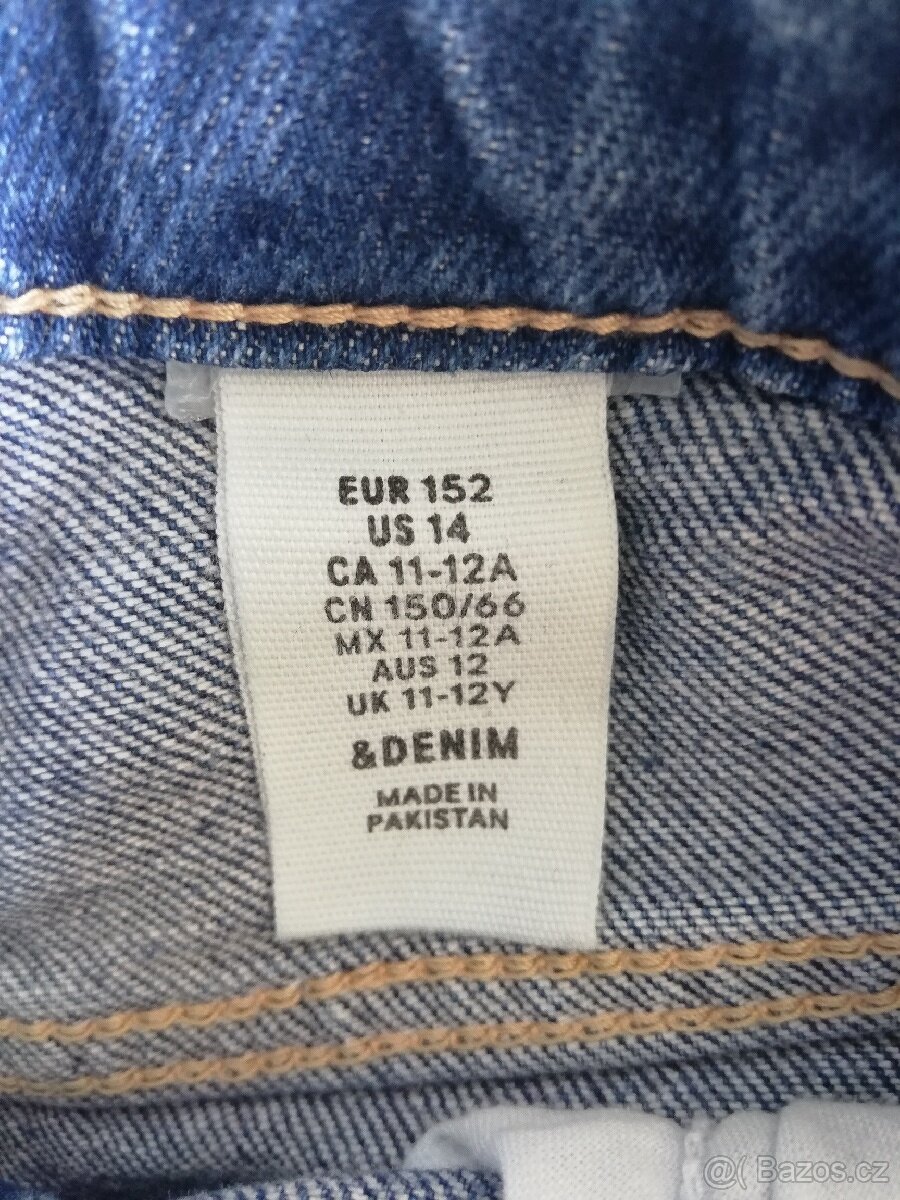 EUR 152
US 14
CA 11-12A
CN 150/66
MX 11-12A
AUS 12
UK 11-12Y
&DENIM
MADE IN
PAKISTAN
@( Bazos.cz